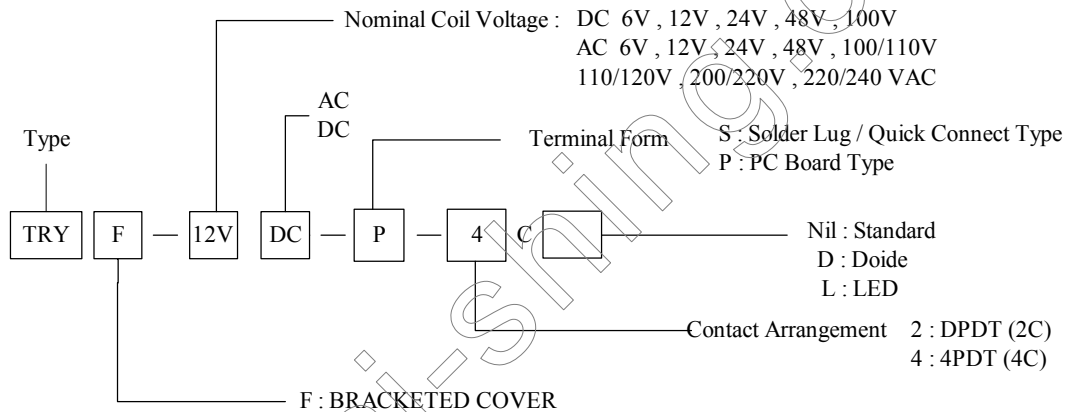 Nominal Coil Voltage : DC 6V , 12V , 24V , 48V , 100V
AC 6V , 12V , 24V , 48V , 100/110V
110/120V , 200/220V , 220/240 VAC
AC
DC
Type
Terminal Form S : Solder Lug / Quick Connect Type
P : PC Board Type
TRY F — 12V DC — P — 4 C
Nil : Standard
D : Doide
L : LED
Contact Arrangement 2 : DPDT (2C)
4 : 4PDT (4C)
F : BRACKETED COVER